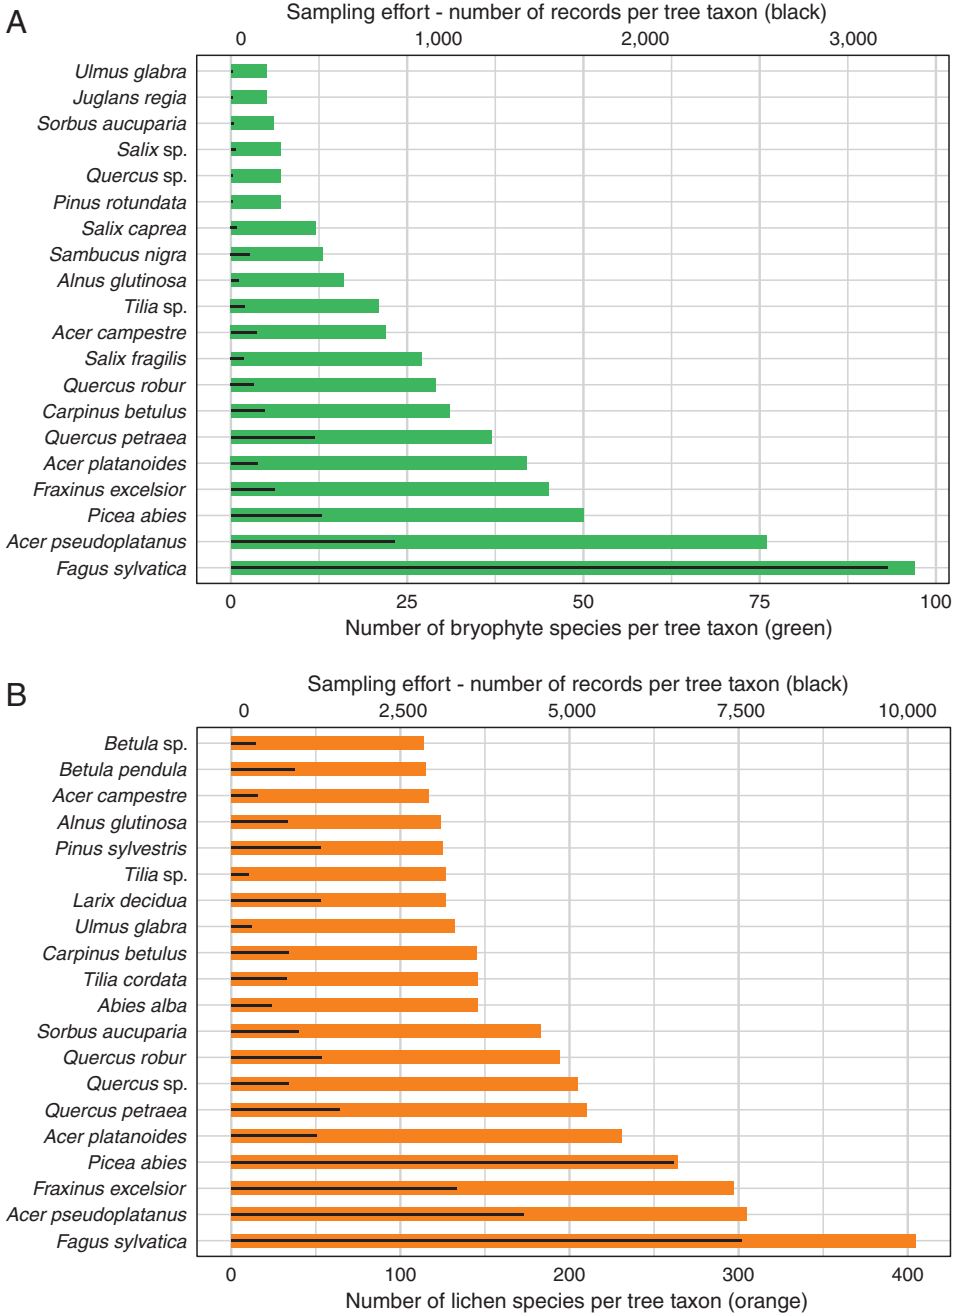 A
Sampling effort - number of records per tree taxon (black)
0 1,000 2,000 3,000
Ulmus glabra
Juglans regia
Sorbus aucuparia
Salix sp.
Quercus sp.
Pinus rotundata
Salix caprea
Sambucus nigra
Alnus glutinosa
Tilia sp.
Acer campestre
Salix fragilis
Quercus robur
Carpinus betulus
Quercus petraea
Acer platanoides
Fraxinus excelsior
Picea abies
Acer pseudoplatanus
Fagus sylvatica
0 25 50 75 100
Number of bryophyte species per tree taxon (green)
B
Sampling effort - number of records per tree taxon (black)
0 2,500 5,000 7,500 10,000
Betula sp.
Betula pendula
Acer campestre
Alnus glutinosa
Pinus sylvestris
Tilia sp.
Larix decidua
Ulmus glabra
Carpinus betulus
Tilia cordata
Abies alba
Sorbus aucuparia
Quercus robur
Quercus sp.
Quercus petraea
Acer platanoides
Picea abies
Fraxinus excelsior
Acer pseudoplatanus
Fagus sylvatica
0 100 200 300 400
Number of lichen species per tree taxon (orange)